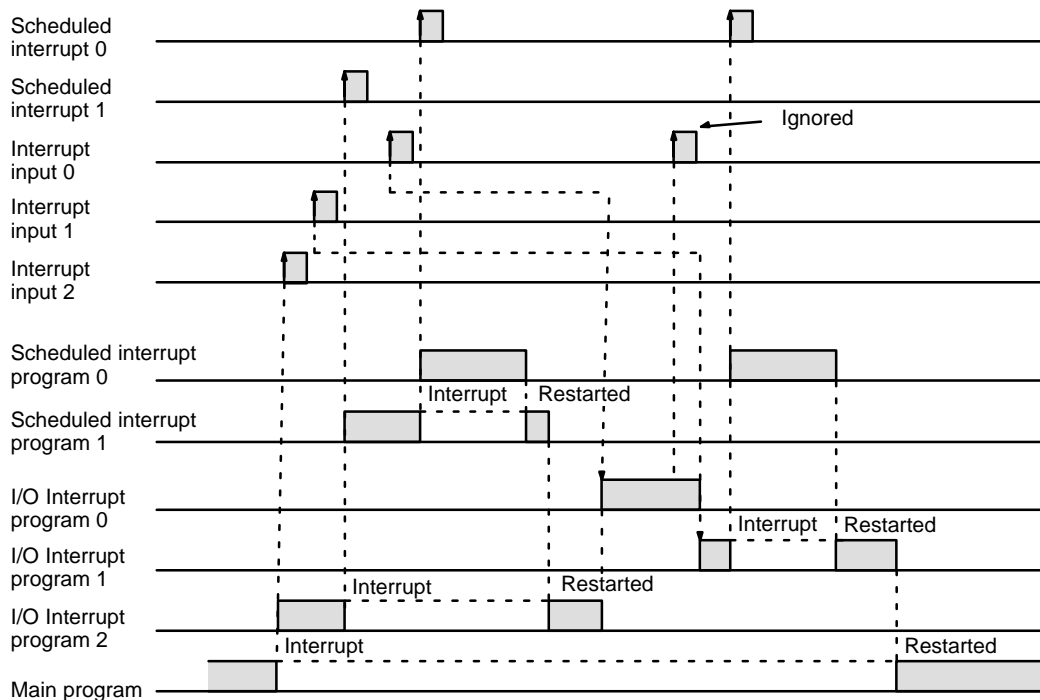 Scheduled
interrupt 0
Scheduled
interrupt 1
Ignored
Interrupt
input 0
Interrupt
input 1
Interrupt
input 2
Scheduled interrupt
program 0
Interrupt Restarted
Scheduled interrupt
program 1
I/O Interrupt
program 0
Interrupt Restarted
I/O Interrupt
program 1
Interrupt Restarted
I/O Interrupt
program 2
Interrupt Restarted
Main program